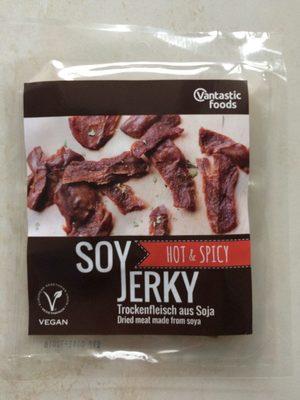 Vantastic
foods
SOY
HOT & SPICY
JERKY
Trockenfleisch aus Soja
Dried meat made from soya
VEGAN